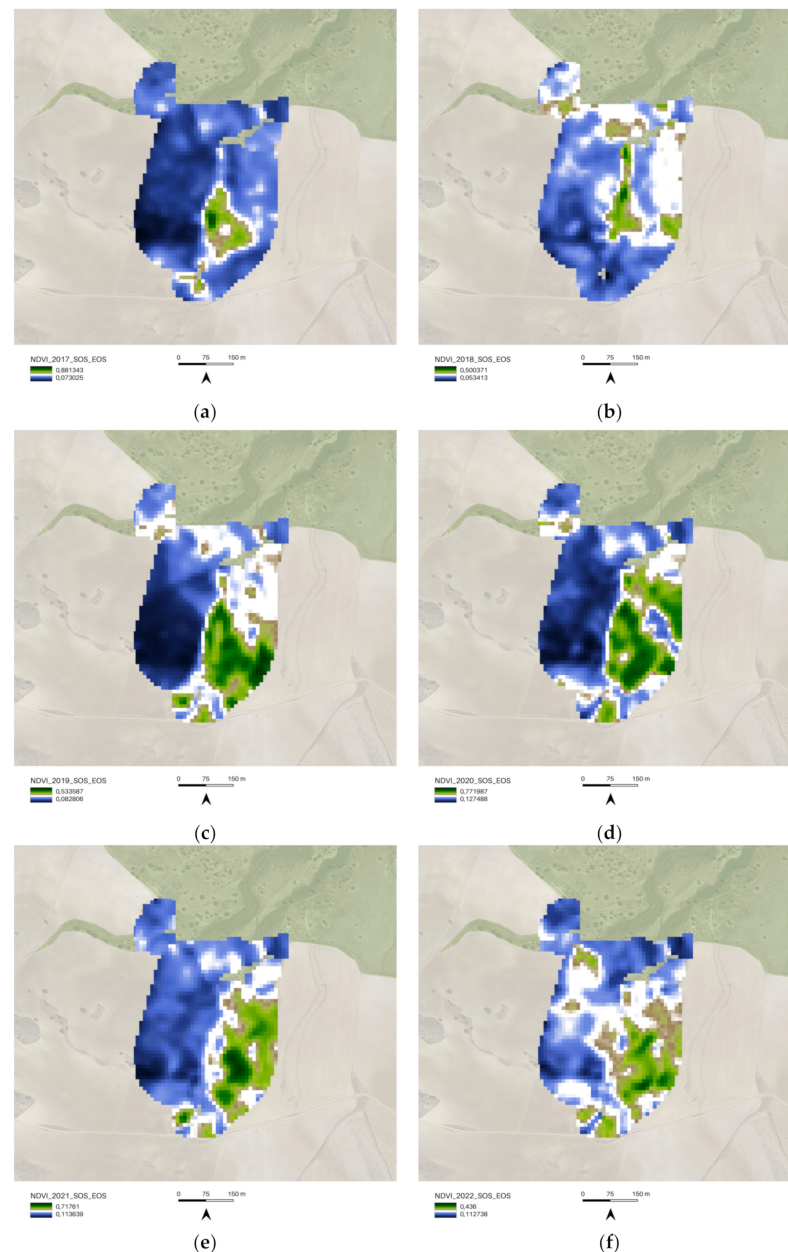 NDVI_2017_SOS_EOS
0,881343
0,073025
0 75 150 m
(a)
NDVI_2018_SOS_EOS
0,500371
0,053413
0 75 150 m
(b)
NDVI_2019_SOS_EOS
0,533587
0,082806
0 75 150 m
(c)
NDVI_2020_SOS_EOS
0,771987
0,127488
0 75 150 m
(d)
NDVI_2021_SOS_EOS
0,71761
0,113639
0 75 150 m
(e)
NDVI_2022_SOS_EOS
0,436
0,112738
0 75 150 m
(f)